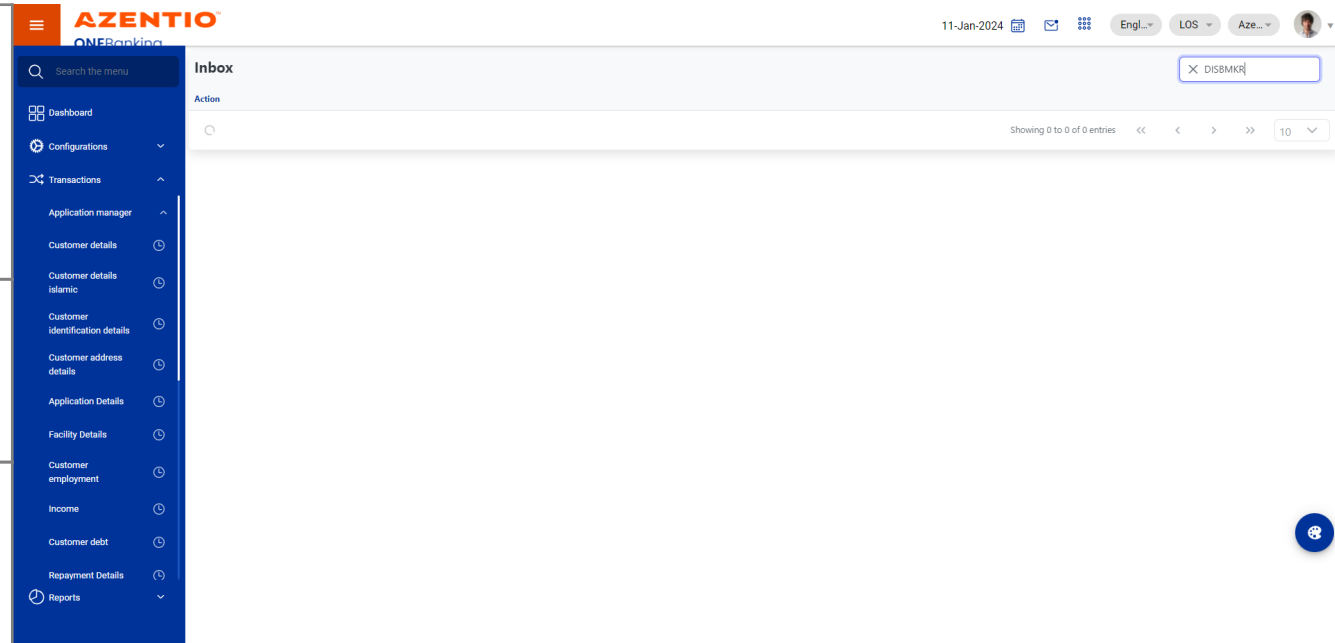 AZENTIO
ONEBanking
11-Jan-2024
Engl...
LOS
Aze...
Search the menu
Inbox
DISBMKR
Action
Dashboard
Showing 0 to 0 of 0 entries
10
Configurations
Transactions
Application manager
Customer details
Customer details
islamic
Customer
identification details
Customer address
details
Application Details
Facility Details
Customer
employment
Income
Customer debt
Repayment Details
Reports